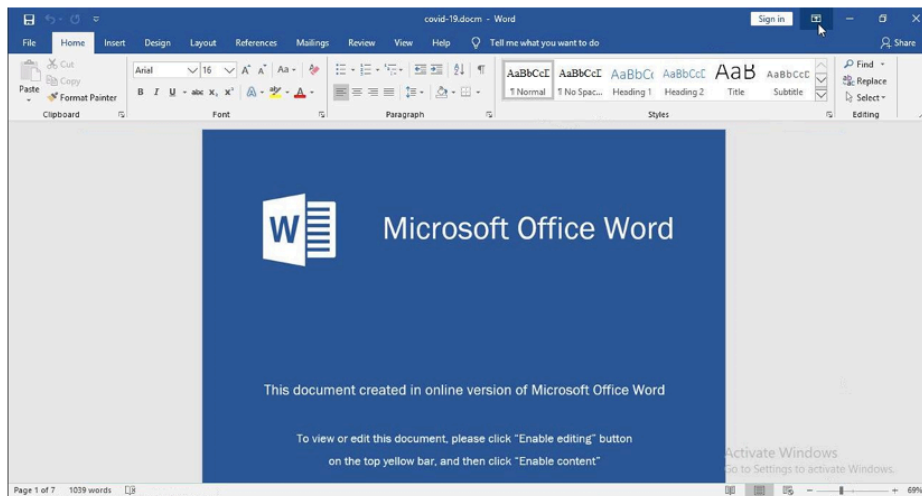 covid-19.docm - Word
Sign in
File Home Insert Design Layout References Mailings Review View Help Tell me what you want to do Share
Paste
Cut
Copy
Format Painter
Clipboard
Arial 16
Font
Paragraph
AaBbCcI AaBbCcI AaBbCc AaBbCcC AaB AaBbCcC
¶ Normal ¶ No Spac... Heading 1 Heading 2 Title Subtitle
Styles
Find
Replace
Select
Editing
W
Microsoft Office Word
This document created in online version of Microsoft Office Word
To view or edit this document, please click “Enable editing” button
on the top yellow bar, and then click “Enable content”
Activate Windows
Go to Settings to activate Windows.
Page 1 of 7 1039 words 69%